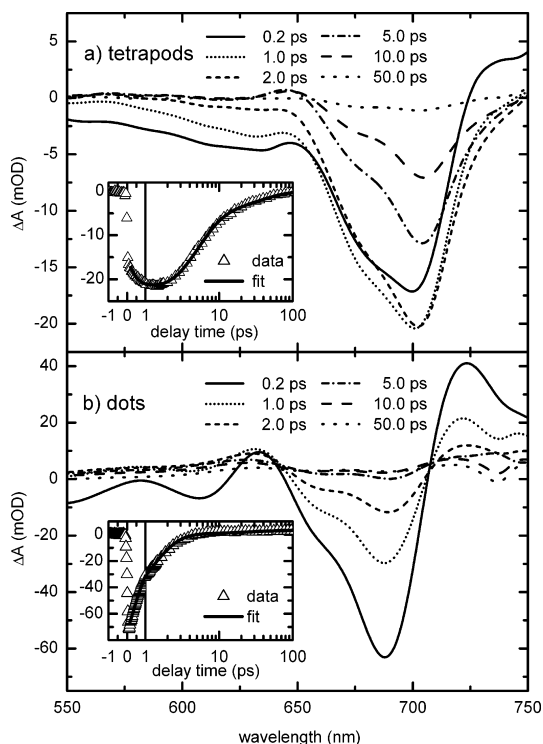 a) tetrapods
0.2 ps 5.0 ps
1.0 ps 10.0 ps
2.0 ps 50.0 ps
5
0
-5
-10
-15
-20
ΔA (mOD)
0
-10
-20
data
fit
-1 0 1 10 100
delay time (ps)
b) dots
0.2 ps 5.0 ps
1.0 ps 10.0 ps
2.0 ps 50.0 ps
40
20
0
-20
-40
-60
ΔA (mOD)
0
-20
-40
-60
data
fit
-1 0 1 10 100
delay time (ps)
550 600 650 700 750
wavelength (nm)